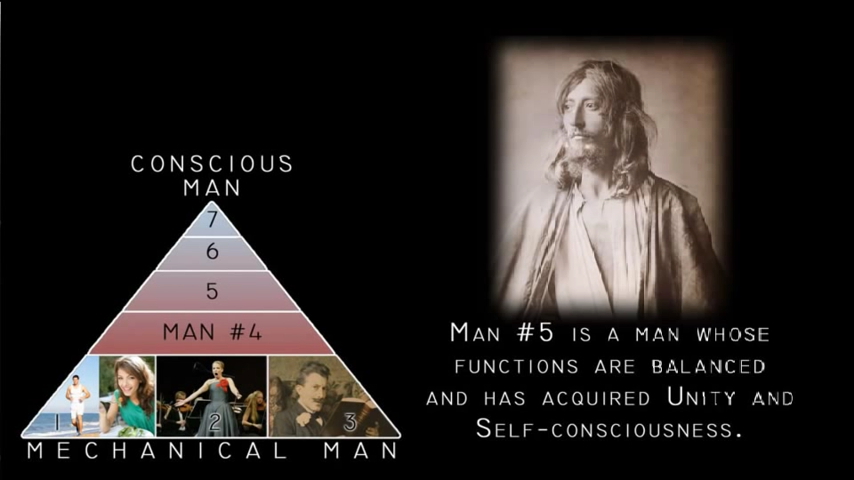 CONSCIOUS
MAN
7
6
5
MAN #4
1
2
3
MECHANICAL MAN
MAN #5 IS A MAN WHOSE
FUNCTIONS ARE BALANCED
AND HAS ACQUIRED UNITY AND
SELF-CONSCIOUSNESS.